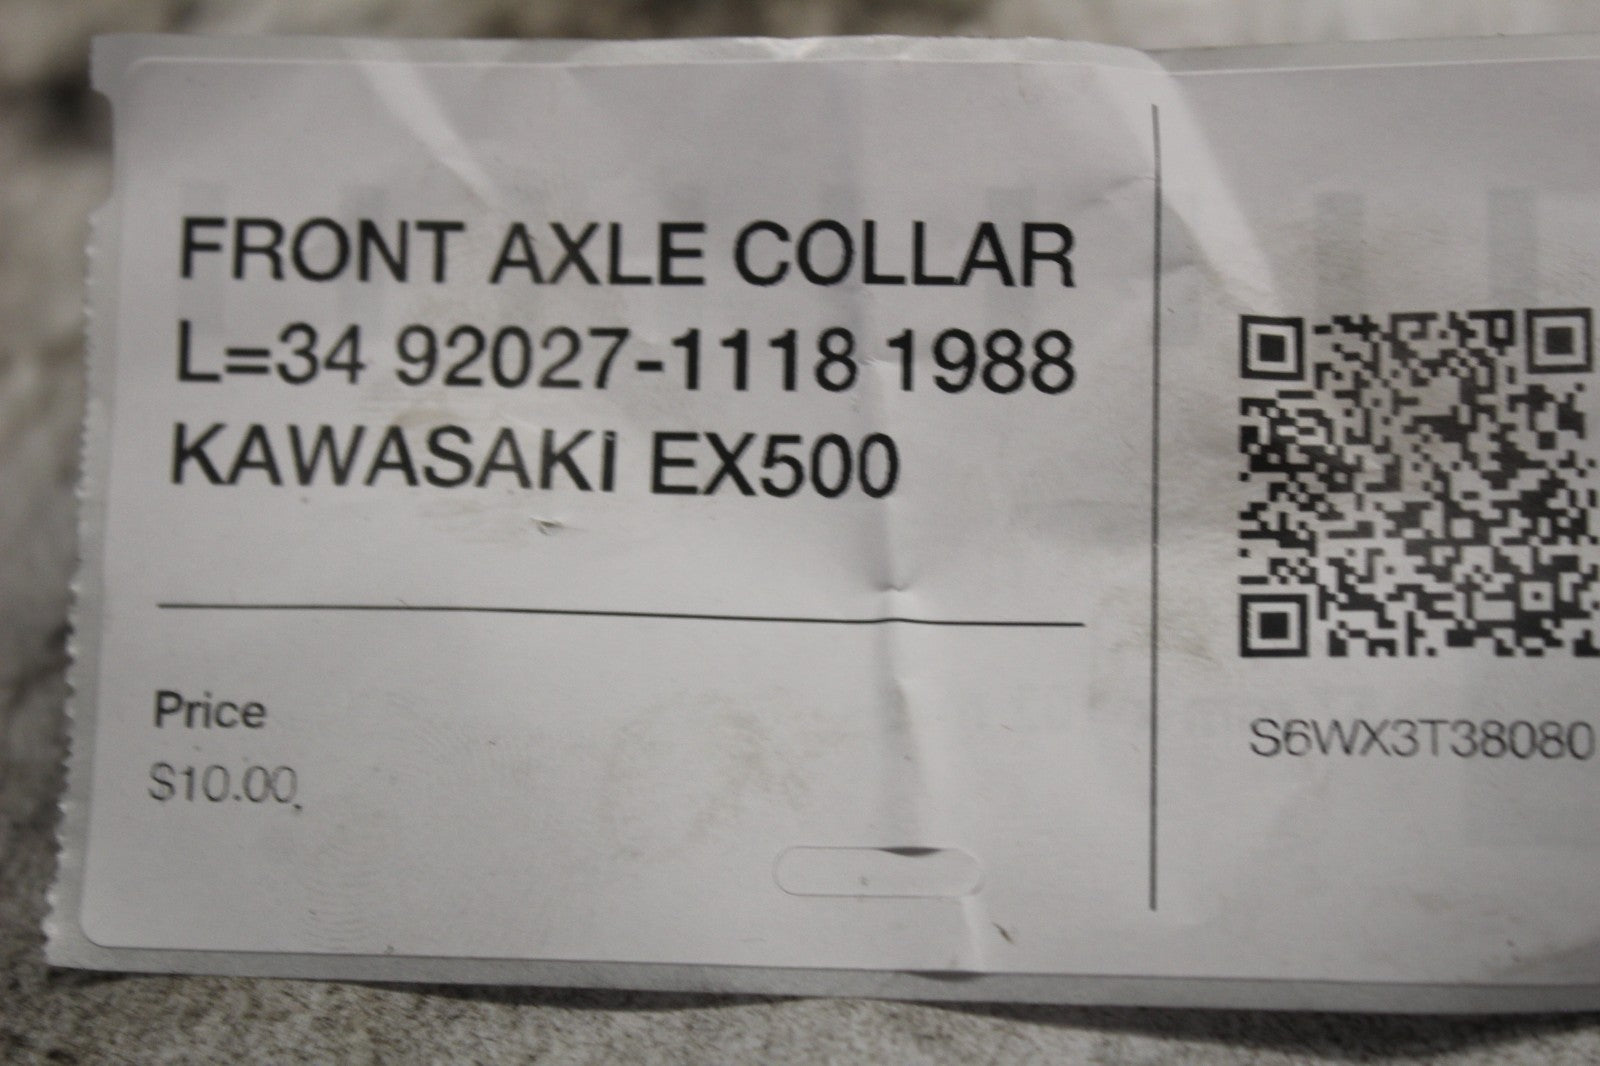 FRONT AXLE COLLAR
L=34 92027-1118 1988
KAWASAKI EX500
Price
$10.00
S6WX3T38080